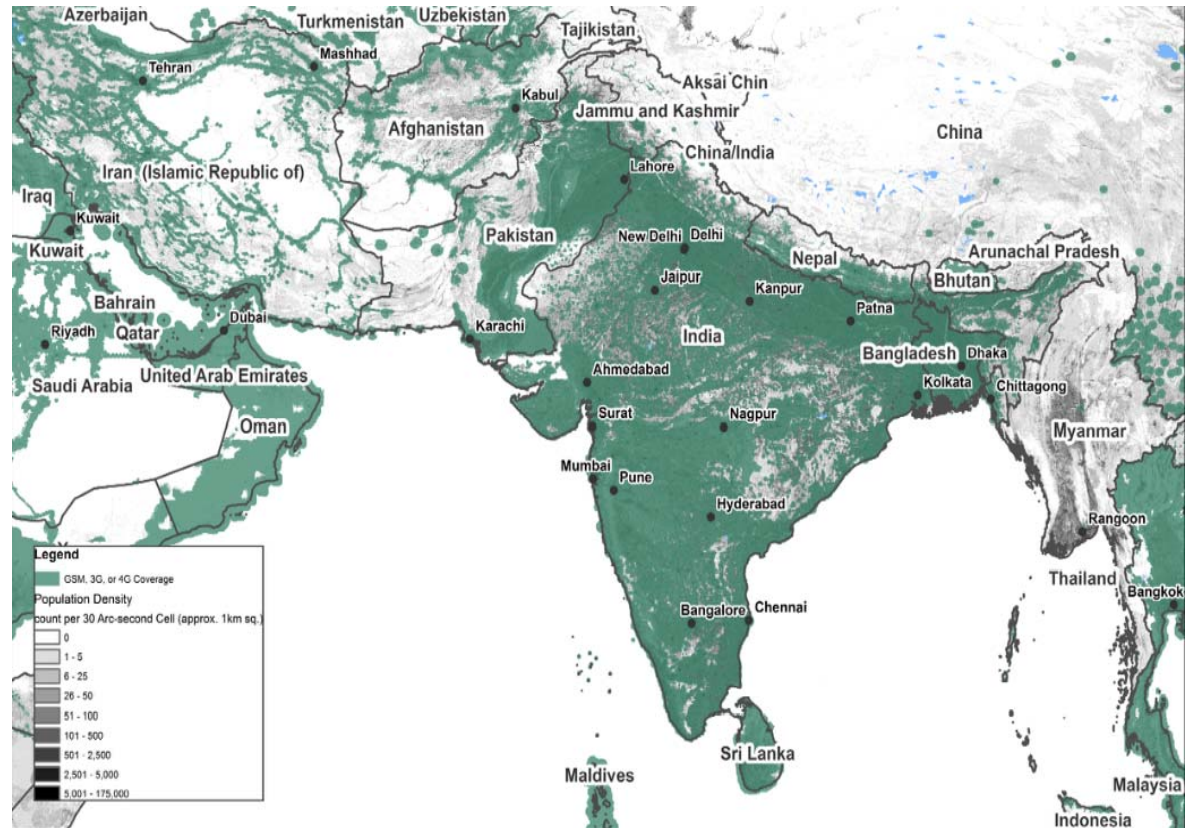 Azerbaijan
Turkmenistan
Uzbekistan
Tajikistan
Mashhad
Tehran
Aksai Chin
Kabul
Jammu and Kashmir
Afghanistan
China
China/India
Iran (Islamic Republic of)
Lahore
Iraq
Kuwait
Kuwait
Pakistan
New Delhi
Delhi
Nepal
Arunachal Pradesh
Bhutan
Jaipur
Kanpur
Bahrain
Patna
Dubai
Qatar
Riyadh
Karachi
India
Bangladesh
Dhaka
United Arab Emirates
Saudi Arabia
Ahmedabad
Kolkata
Chittagong
Oman
Surat
Nagpur
Myanmar
Mumbai
Pune
Hyderabad
Rangoon
Legend
GSM, 3G, or 4G Coverage
Population Density
count per 30 Arc-second Cell (approx. 1km sq.)
0
1 - 5
6 - 25
26 - 50
51 - 100
101 - 500
501 - 2,500
2,501 - 5,000
5,001 - 175,000
Thailand
Bangkok
Bangalore
Chennai
Sri Lanka
Maldives
Malaysia
Indonesia